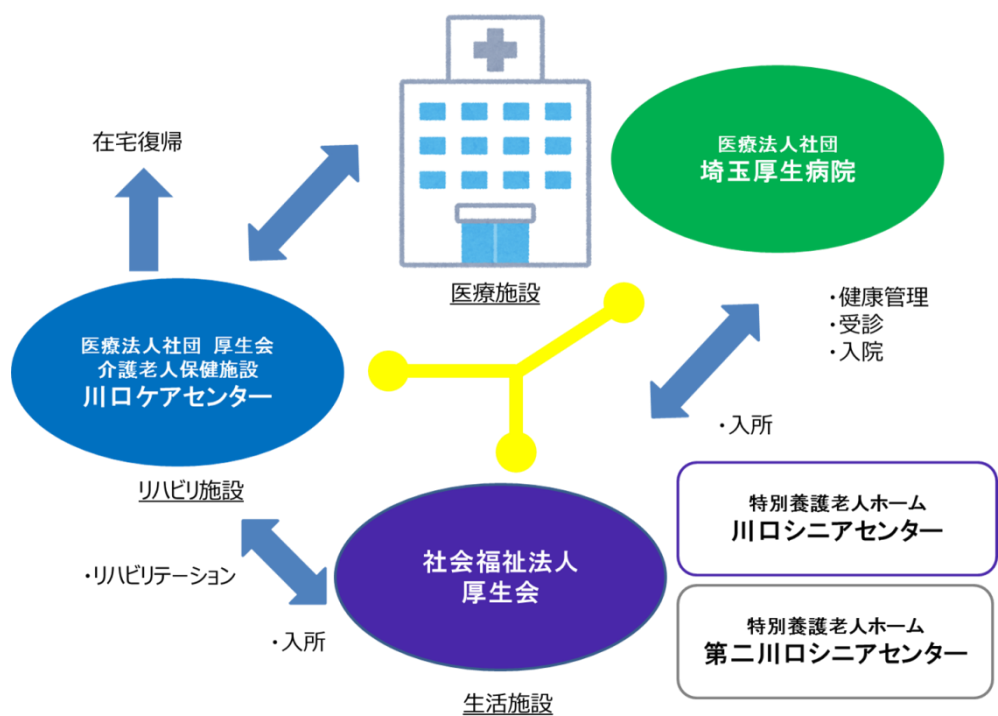 在宅復帰
医療法人社団
埼玉厚生病院
医療施設
・健康管理
・受診
・入院
医療法人社団 厚生会
介護老人保健施設
川口ケアセンター
・入所
リハビリ施設
特別養護老人ホーム
川口シニアセンター
社会福祉法人
厚生会
・リハビリテーション
・入所
特別養護老人ホーム
第二川口シニアセンター
生活施設